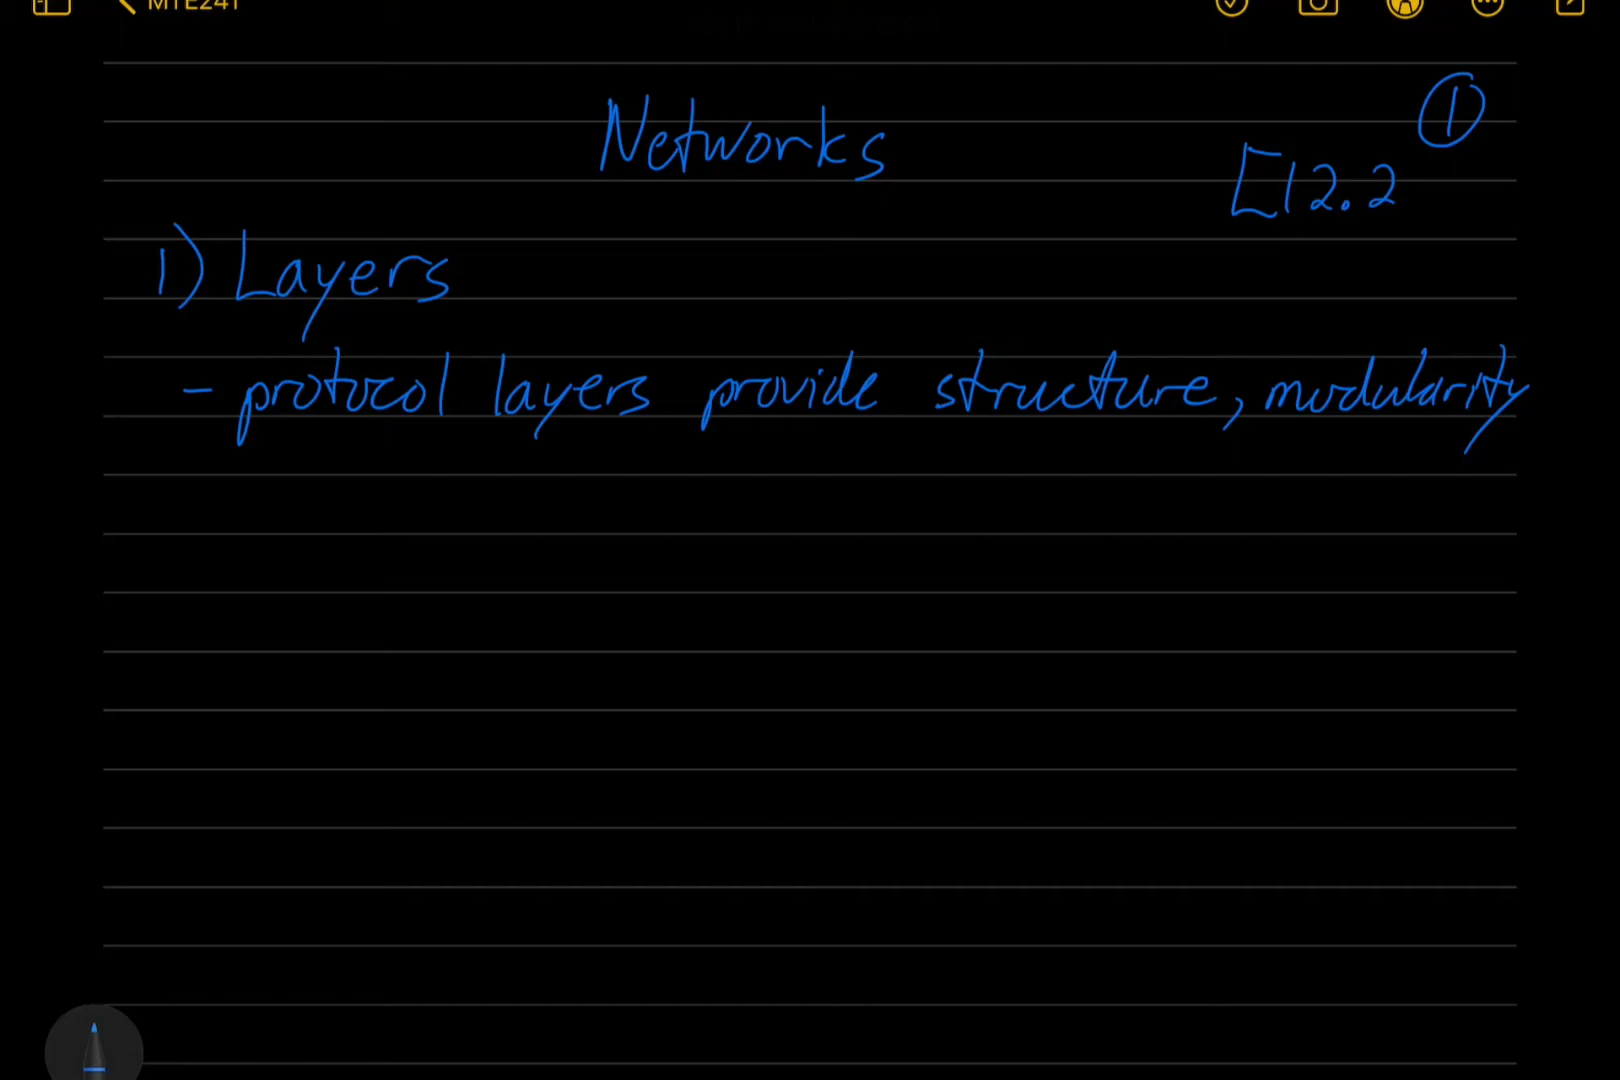 MTE241
Networks
①
[12.2
1) Layers
- protocol layers provide structure, modularity